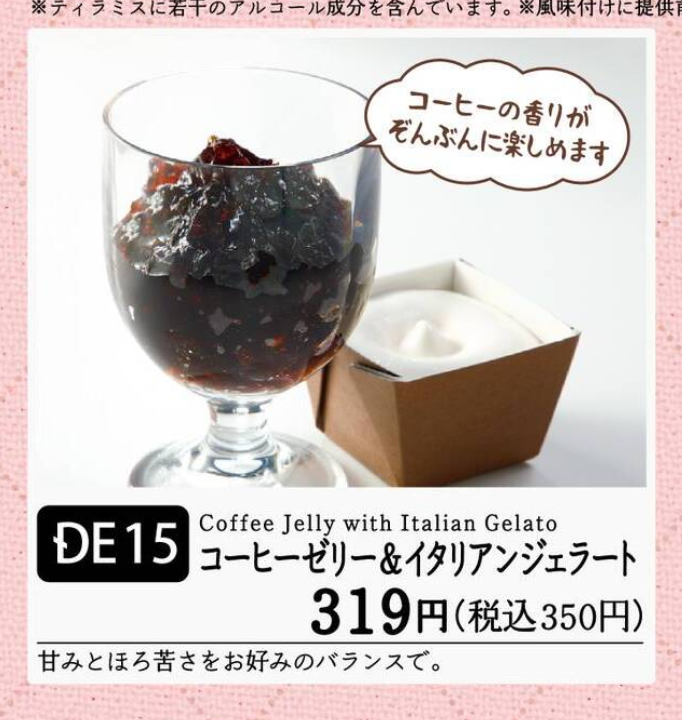 ※ティラミスに若干のアルコール成分を含んでいます。※風味付けに提供
コーヒーの香りが
ぞんぶんに楽しめます
DE15
Coffee Jelly with Italian Gelato
コーヒーゼリー&イタリアンジェラート
319円(税込350円)
甘みとほろ苦さをお好みのバランスで。